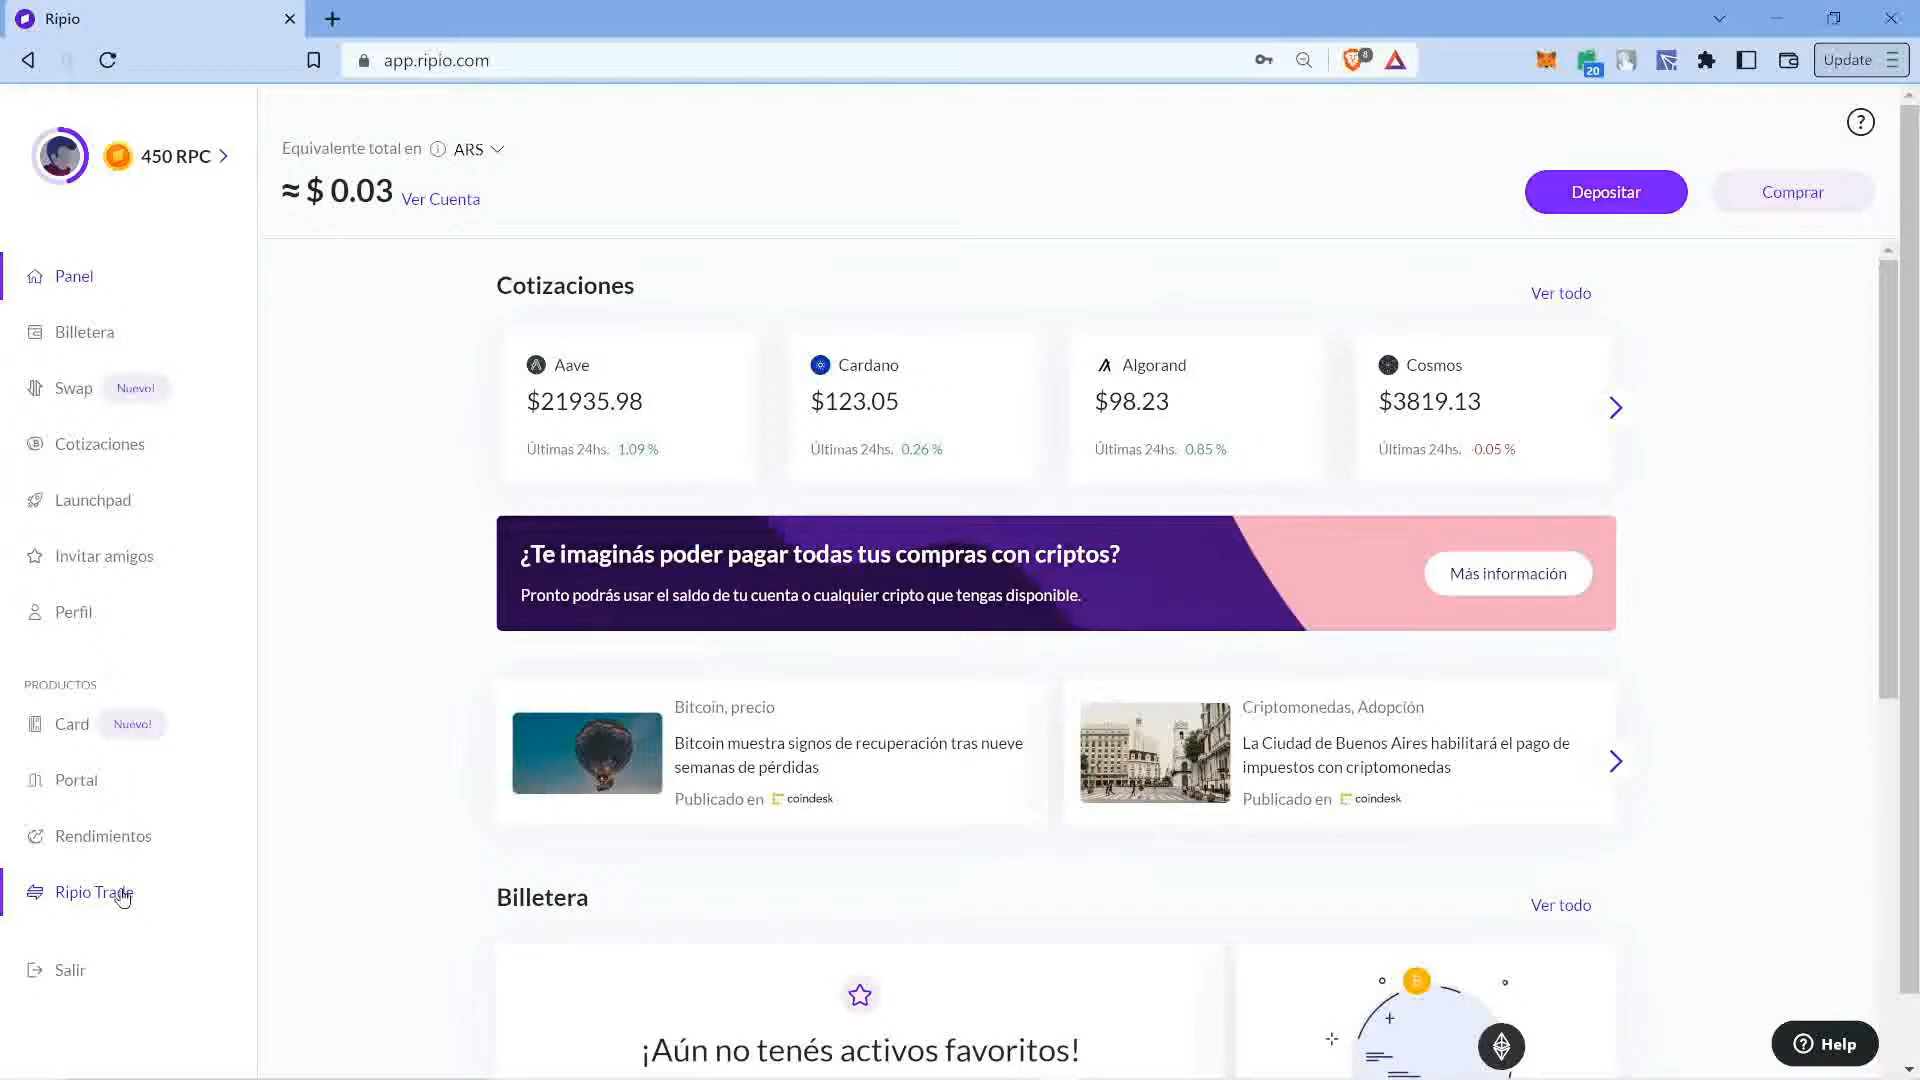 Ripio
app.ripio.com
8
20
Update
450 RPC
Equivalente total en ARS
≈ $ 0.03 Ver Cuenta
Depositar
Comprar
Panel
Billetera
Swap Nuevo!
Cotizaciones
Launchpad
Invitar amigos
Perfil
PRODUCTOS
Card Nuevo!
Portal
Rendimientos
Ripio Trade
Salir
Cotizaciones
Ver todo
Aave
$21935.98
Últimas 24hs. 1.09 %
Cardano
$123.05
Últimas 24hs. 0.26 %
Algorand
$98.23
Últimas 24hs. 0.85 %
Cosmos
$3819.13
Últimas 24hs. -0.05 %
¿Te imaginás poder pagar todas tus compras con criptos?
Pronto podrás usar el saldo de tu cuenta o cualquier cripto que tengas disponible.
Más información
Bitcoin, precio
Bitcoin muestra signos de recuperación tras nueve
semanas de pérdidas
Publicado en coindesk
Criptomonedas, Adopción
La Ciudad de Buenos Aires habilitará el pago de
impuestos con criptomonedas
Publicado en coindesk
Billetera
Ver todo
¡Aún no tenés activos favoritos!
Help